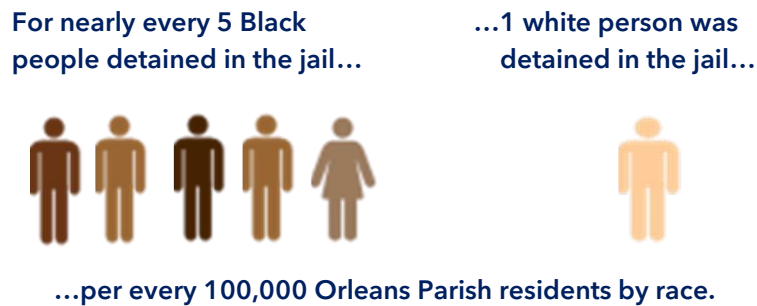 For nearly every 5 Black
people detained in the jail…
…1 white person was
detained in the jail…
…per every 100,000 Orleans Parish residents by race.